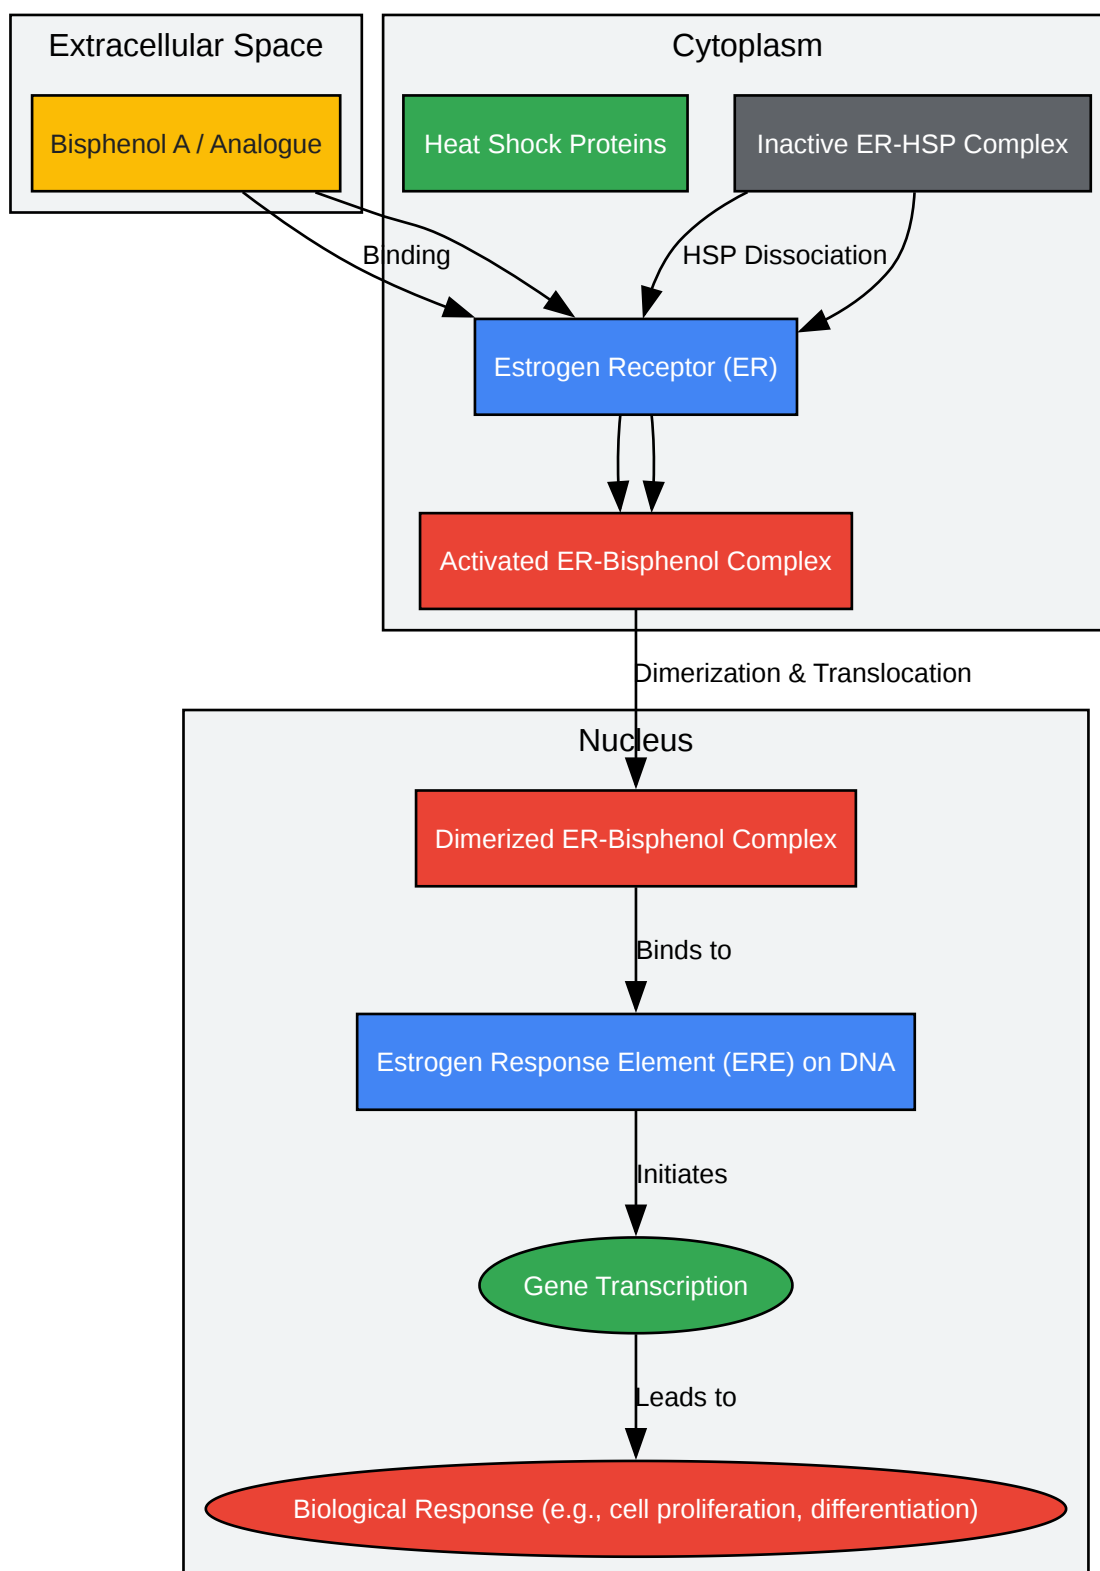 Extracellular Space
Cytoplasm
Bisphenol A / Analogue
Heat Shock Proteins
Inactive ER-HSP Complex
Binding
HSP Dissociation
Estrogen Receptor (ER)
Activated ER-Bisphenol Complex
Dimerization & Translocation
Nucleus
Dimerized ER-Bisphenol Complex
Binds to
Estrogen Response Element (ERE) on DNA
Initiates
Gene Transcription
Leads to
Biological Response (e.g., cell proliferation, differentiation)